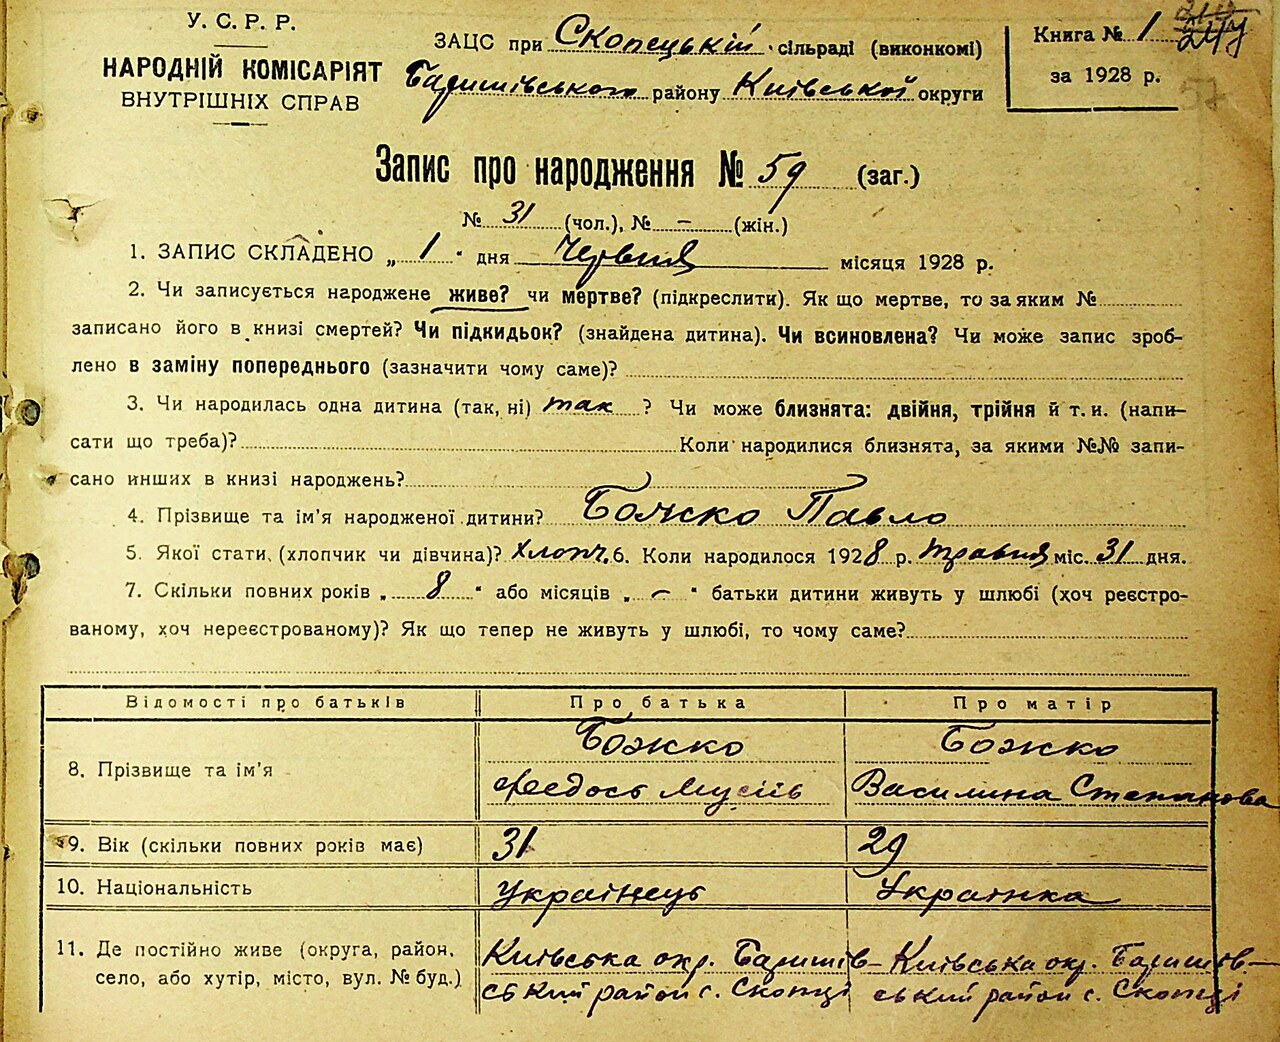 У. С. Р. Р.
НАРОДНІЙ КОМІСАРІЯТ
ВНУТРІШНІХ СПРАВ
ЗАЦС при Скопецькій сільраді (виконкомі)
Баришівського району Київської округи
Книга № 1
за 1928 р.
57
Запис про народження № 59 (заг.)
№ 31 (чол.), № – (жін.)
1. ЗАПИС СКЛАДЕНО „ 1 “ дня Червня місяця 1928 р.
2. Чи записується народжене живе? чи мертве? (підкреслити). Як що мертве, то за яким №
записано його в книзі смертей? Чи підкидьок? (знайдена дитина). Чи всиновлена? Чи може запис зроб-
лено в заміну попереднього (зазначити чому саме)?
3. Чи народилась одна дитина (так, ні) так ? Чи може близнята: двійня, трійня й т. и. (напи-
сати що треба)? Коли народилися близнята, за якими №№ запи-
сано инших в книзі народжень?
4. Прізвище та ім'я народженої дитини? Божко Павло
5. Якої стати, (хлопчик чи дівчина)? хлопч. 6. Коли народилося 1928 р. травня міс. 31 дня.
7. Скільки повних років „ 8 “ або місяців „ – “ батьки дитини живуть у шлюбі (хоч реєстро-
ваному, хоч нереєстрованому)? Як що тепер не живуть у шлюбі, то чому саме?
Відомості про батьків Про батька Про матір
8. Прізвище та ім'я Божко Божко
Федось Мусіїв Василина Степанова
9. Вік (скільки повних років має) 31 29
10. Національність Українець Українка
11. Де постійно живе (округа, район, Київська окр. Баришів- Київська окр. Баришів-
село, або хутір, місто, вул. № буд.) ський район с. Скопці ський район с. Скопці